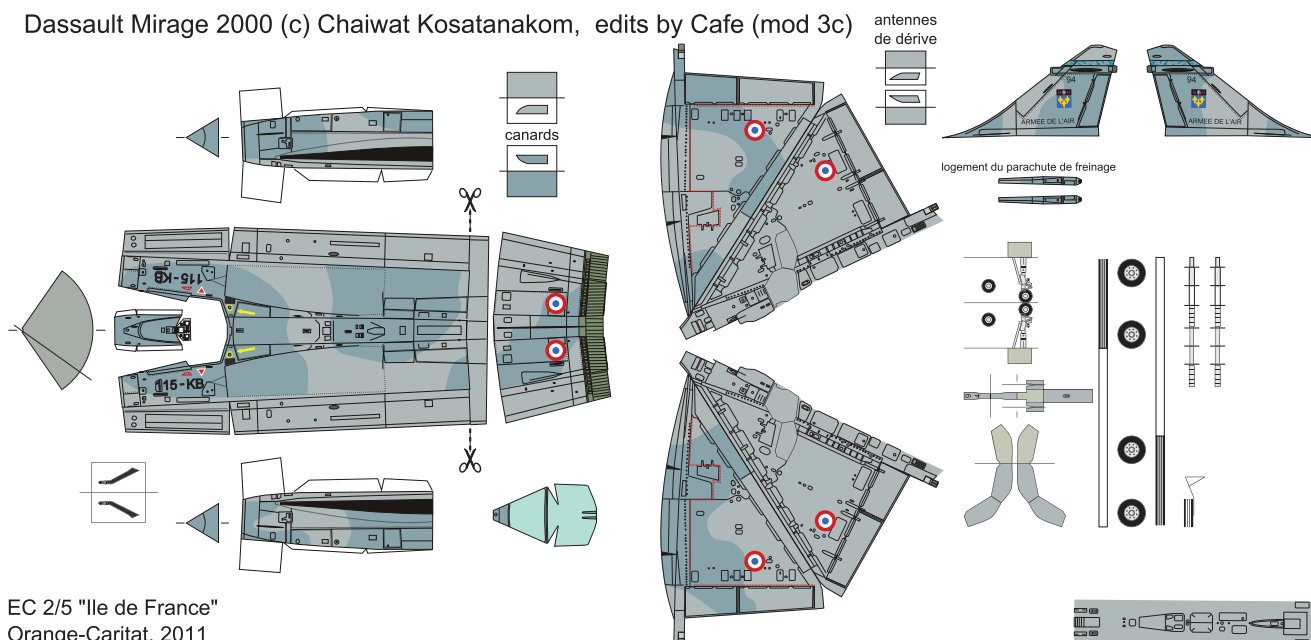 Dassault Mirage 2000 (c) Chaiwat Kosatanakom, edits by Cafe (mod 3c)
antennes
de dérive
94
94
ARMEE DE L'AIR
ARMEE DE L'AIR
canards
logement du parachute de freinage
115-KB
115-KB
EC 2/5 "Ile de France"
Orange-Caritat, 2011